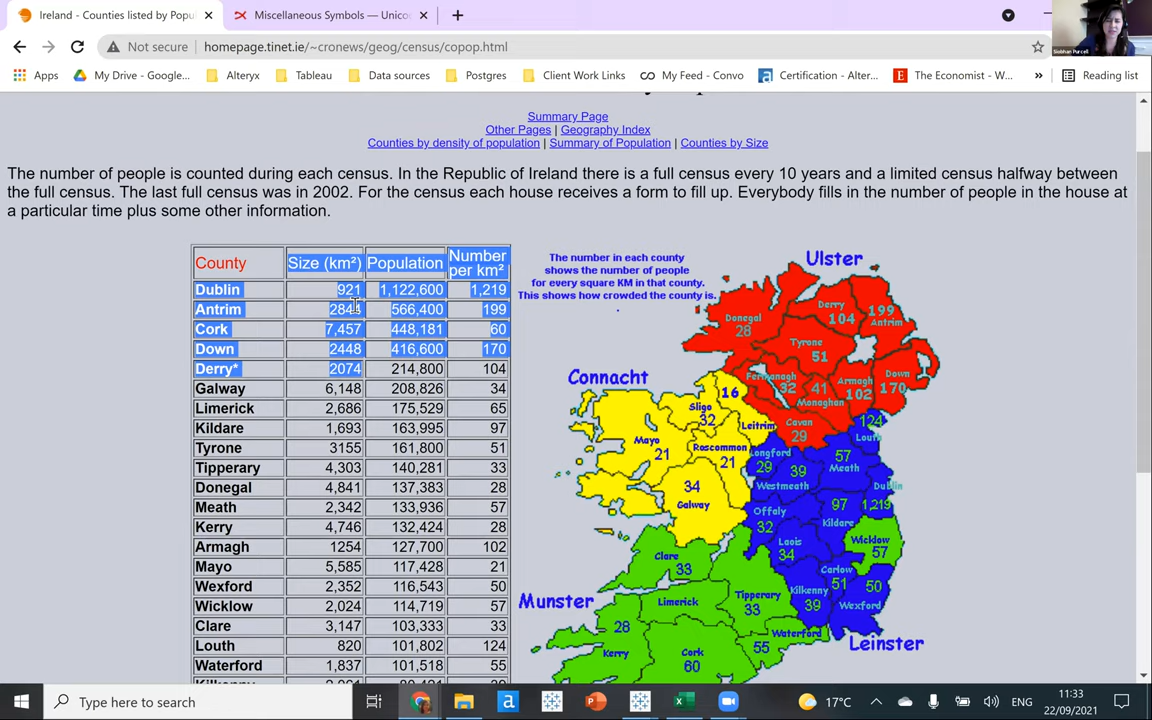 Ireland - Counties listed by Popu
Miscellaneous Symbols — Unico
Not secure
homepage.tinet.ie/~cronews/geog/census/copop.html
Apps
My Drive - Google...
Alteryx
Tableau
Data sources
Postgres
Client Work Links
My Feed - Convo
Certification - Alter...
The Economist - W...
»
Reading list
Siobhan Purcell
Summary Page
Other Pages | Geography Index
Counties by density of population | Summary of Population | Counties by Size
The number of people is counted during each census. In the Republic of Ireland there is a full census every 10 years and a limited census halfway between
the full census. The last full census was in 2002. For the census each house receives a form to fill up. Everybody fills in the number of people in the house at
a particular time plus some other information.
County Size (km²) Population Number per km²
Dublin 921 1,122,600 1,219
Antrim 2844 566,400 199
Cork 7,457 448,181 60
Down 2448 416,600 170
Derry* 2074 214,800 104
Galway 6,148 208,826 34
Limerick 2,686 175,529 65
Kildare 1,693 163,995 97
Tyrone 3155 161,800 51
Tipperary 4,303 140,281 33
Donegal 4,841 137,383 28
Meath 2,342 133,936 57
Kerry 4,746 132,424 28
Armagh 1254 127,700 102
Mayo 5,585 117,428 21
Wexford 2,352 116,543 50
Wicklow 2,024 114,719 57
Clare 3,147 103,333 33
Louth 820 101,802 124
Waterford 1,837 101,518 55
The number in each county
shows the number of people
for every square KM in that county.
This shows how crowded the county is.
Ulster
Donegal
28
Derry
104
199
Antrim
Tyrone
51
Fermanagh
32
41
Monaghan
Armagh
102
Down
170
Cavan
29
Connacht
Sligo
32
16
Leitrim
Mayo
21
Roscommon
21
34
Galway
124
Louth
Longford
29
39
Westmeath
57
Meath
Dublin
1,219
97
Kildare
Offaly
32
Laois
34
Wicklow
57
Carlow
51
50
Wexford
Kilkenny
39
Leinster
Munster
Clare
33
Limerick
Tipperary
33
28
Kerry
Cork
60
Waterford
55
Type here to search
17°C
ENG
11:33
22/09/2021